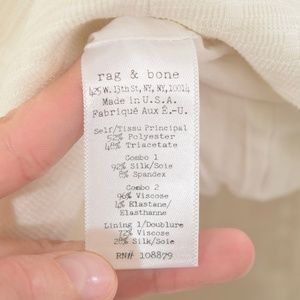 rag & bone
425 W. 13th St, NY, NY, 10014
Made in U.S.A.
Fabriqué Aux É.-U.
Self/Tissu Principal
52% Polyester
48% Triacetate
Combo 1
92% Silk/Soie
8% Spandex
Combo 2
96% Viscose
4% Elastane/
Elasthanne
Lining 1/Doublure
72% Viscose
28% Silk/Soie
RN# 108879